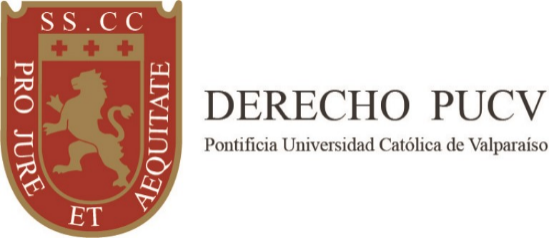 SS.CC
PRO JURE
ET
AEQUITATE
DERECHO PUCV
Pontificia Universidad Católica de Valparaíso